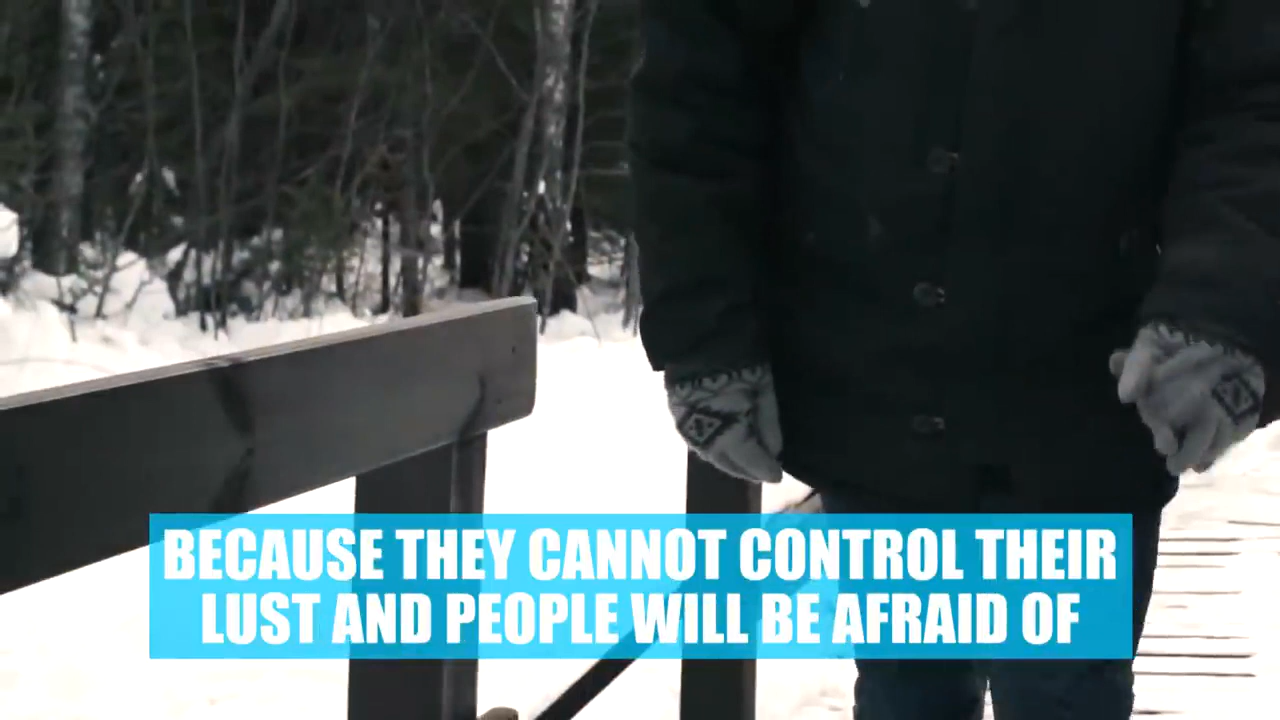 BECAUSE THEY CANNOT CONTROL THEIR
LUST AND PEOPLE WILL BE AFRAID OF